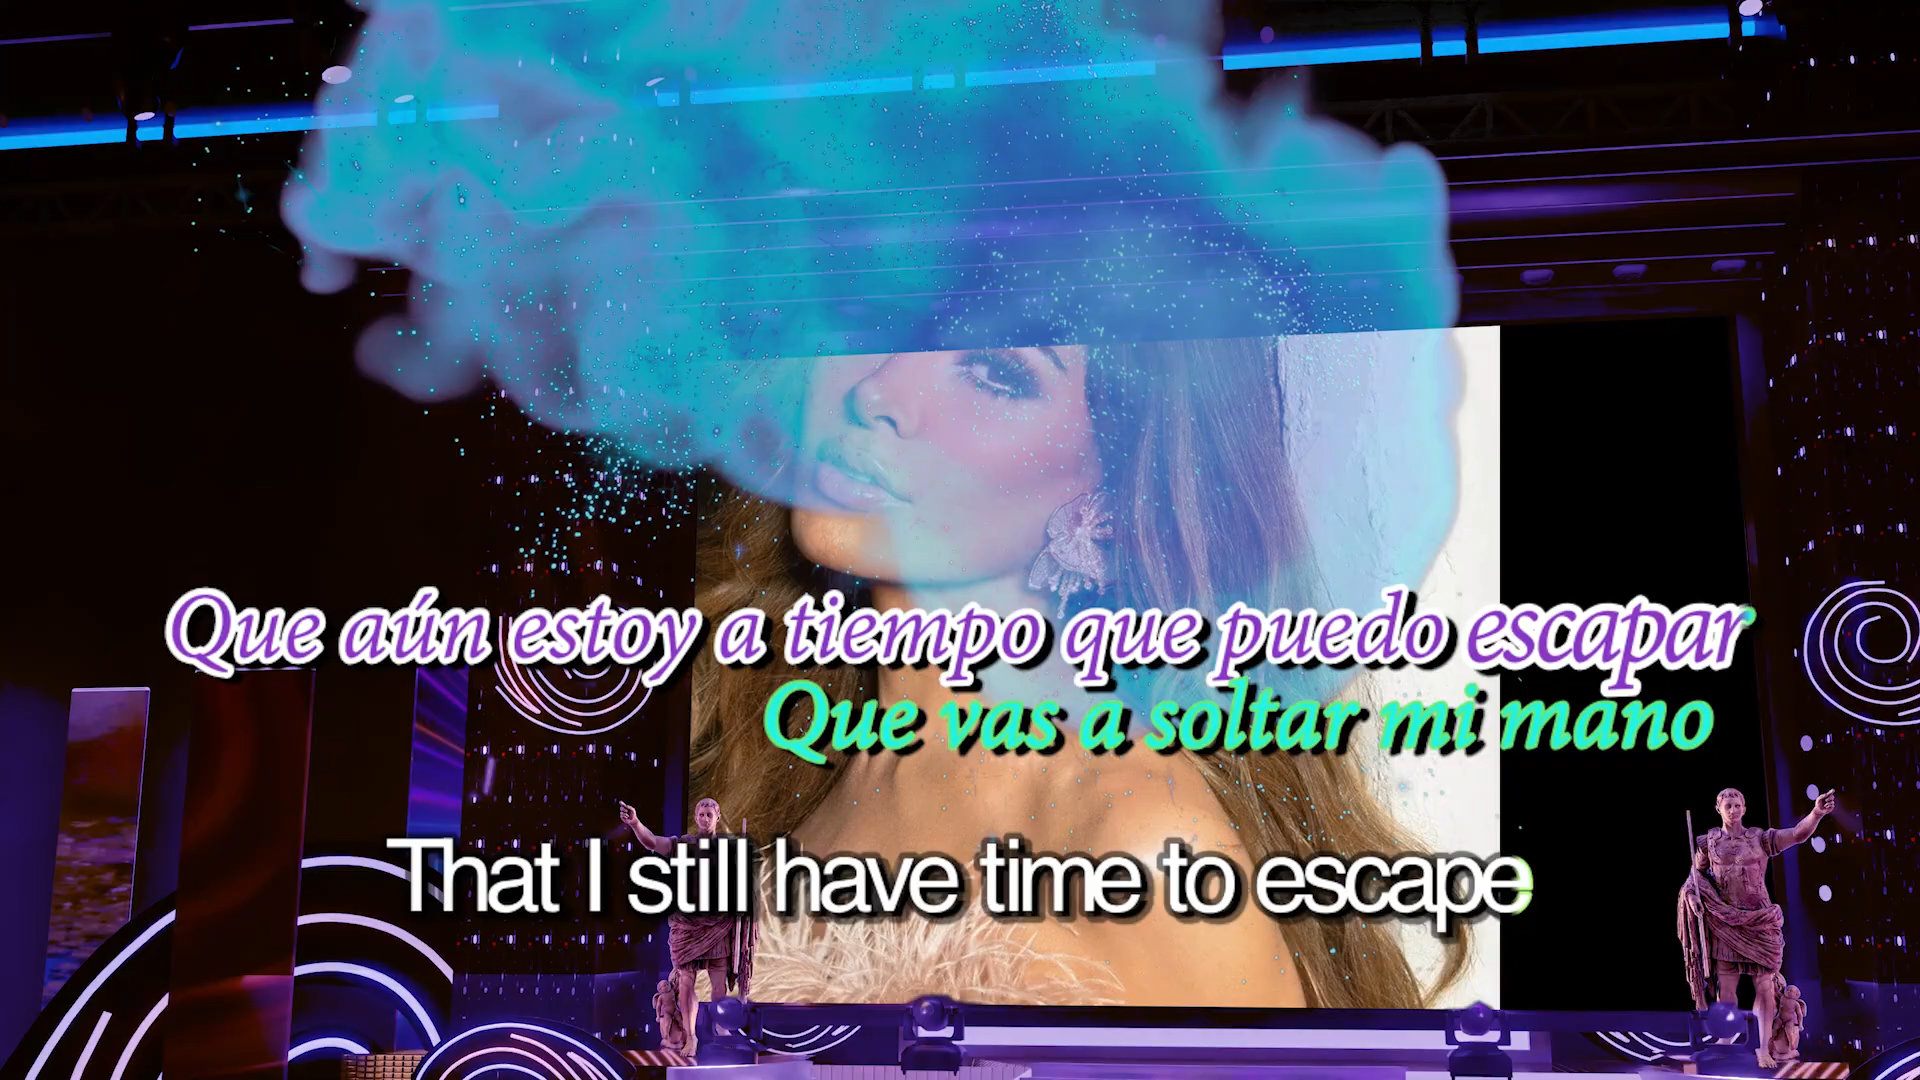 Que aún estoy a tiempo que puedo escapar
Que vas a soltar mi mano
That I still have time to escape